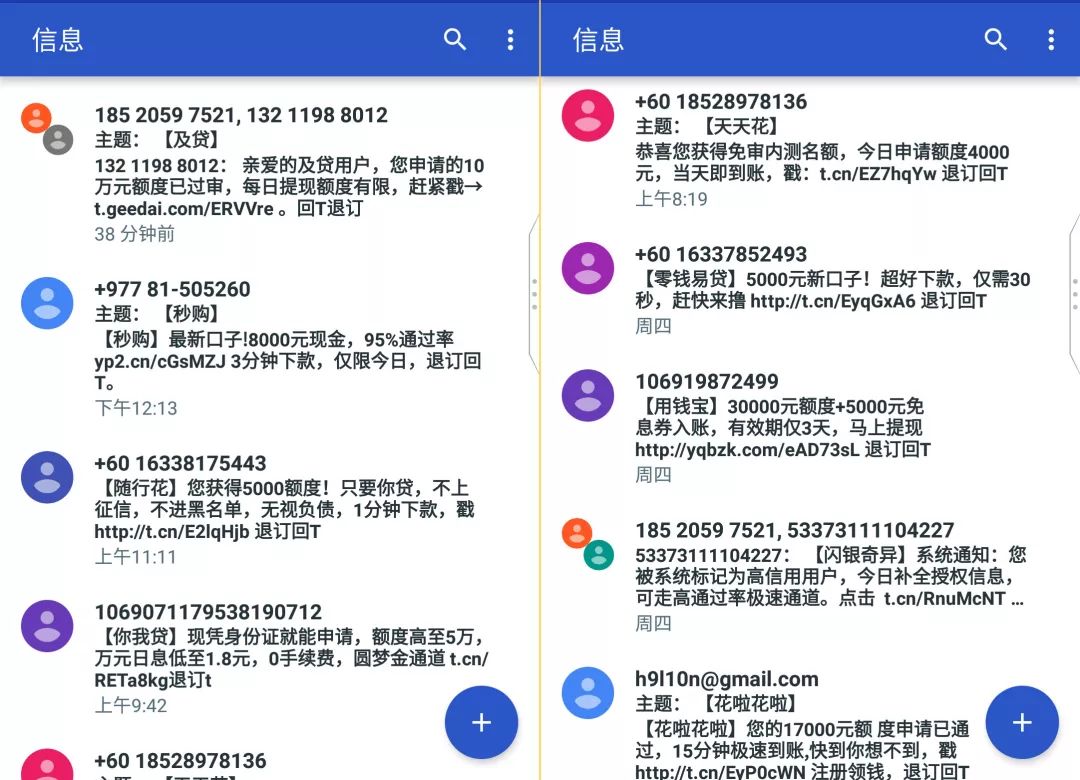 信息
185 2059 7521, 132 1198 8012
主题： 【及贷】
132 1198 8012： 亲爱的及贷用户，您申请的10
万元额度已过审，每日提现额度有限，赶紧戳→
t.geedai.com/ERVVre 。回T退订
38 分钟前
+977 81-505260
主题： 【秒购】
【秒购】最新口子!8000元现金，95%通过率
yp2.cn/cGsMZJ 3分钟下款，仅限今日，退订回
T。
下午12:13
+60 16338175443
【随行花】您获得5000额度！只要你贷，不上
征信，不进黑名单，无视负债，1分钟下款，戳
http://t.cn/E2lqHjb 退订回T
上午11:11
1069071179538190712
【你我贷】现凭身份证就能申请，额度高至5万，
万元日息低至1.8元，0手续费，圆梦金通道 t.cn/
RETa8kg退订t
上午9:42
+60 18528978136
信息
+60 18528978136
主题： 【天天花】
恭喜您获得免审内测名额，今日申请额度4000
元，当天即到账，戳：t.cn/EZ7hqYw 退订回T
上午8:19
+60 16337852493
【零钱易贷】5000元新口子！超好下款，仅需30
秒，赶快来撸 http://t.cn/EyqGxA6 退订回T
周四
106919872499
【用钱宝】30000元额度+5000元免
息券入账，有效期仅3天，马上提现
http://yqbzk.com/eAD73sL 退订回T
周四
185 2059 7521, 53373111104227
53373111104227： 【闪银奇异】系统通知：您
被系统标记为高信用用户，今日补全授权信息，
可走高通过率极速通道。点击 t.cn/RnuMcNT ...
周四
h9l10n@gmail.com
主题： 【花啦花啦】
【花啦花啦】您的17000元额 度申请已通
过，15分钟极速到账,快到你想不到，戳
http://t.cn/EyP0cWN 注册领钱，退订回T